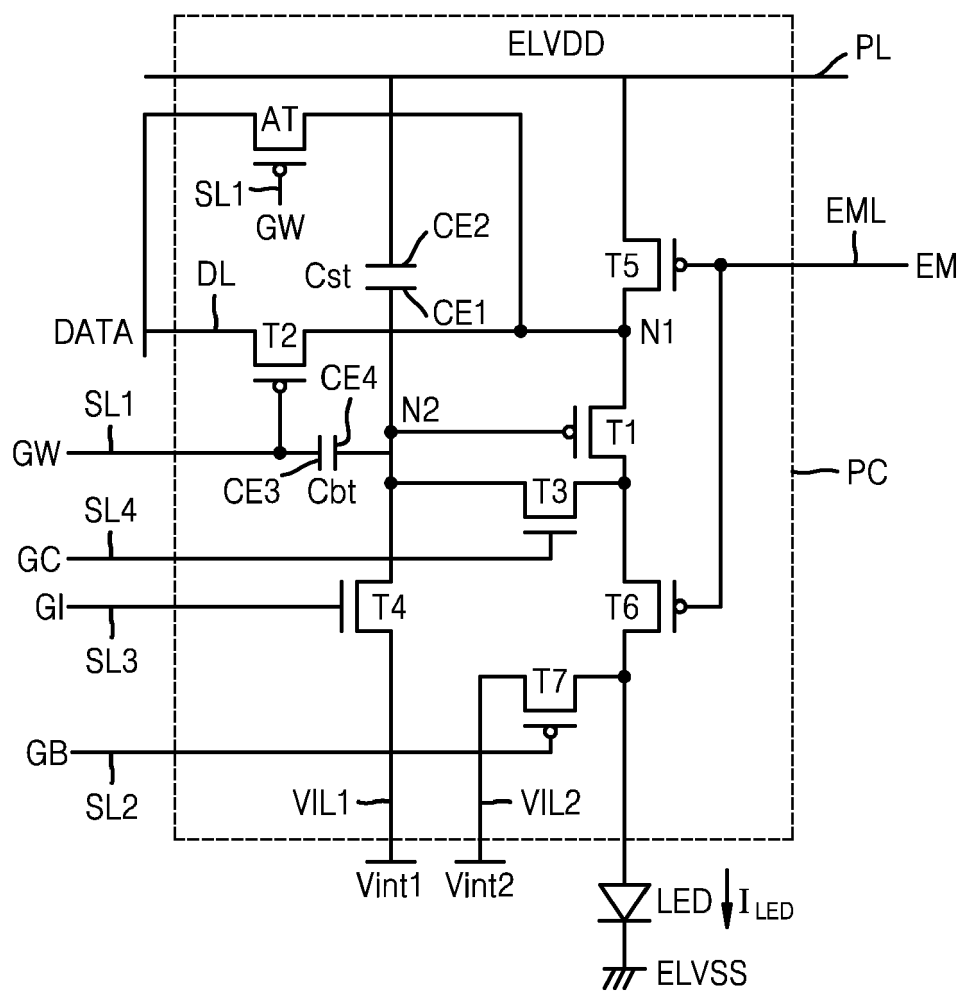 ELVDD
PL
AT
SL1
GW
CE2
EML
DL
Cst
T5
EM
CE1
DATA
T2
N1
CE4
SL1
N2
T1
GW
PC
CE3
Cbt
T3
SL4
GC
GI
T4
T6
SL3
T7
GB
SL2
VIL1
VIL2
Vint1
Vint2
LED
ILED
ELVSS